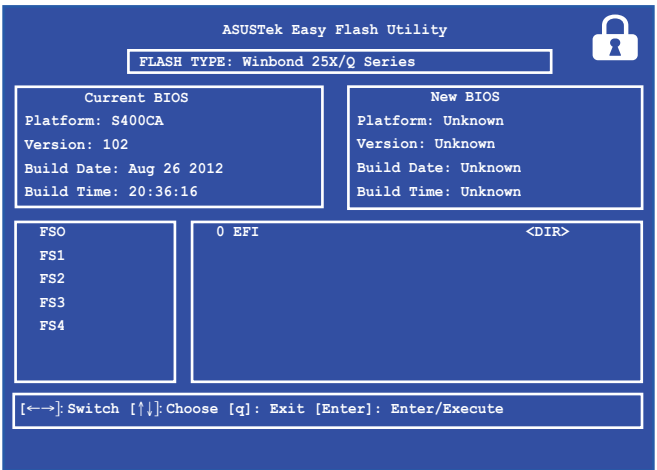 ASUSTek Easy Flash Utility
FLASH TYPE: Winbond 25X/Q Series
Current BIOS
Platform: S400CA
Version: 102
Build Date: Aug 26 2012
Build Time: 20:36:16
New BIOS
Platform: Unknown
Version: Unknown
Build Date: Unknown
Build Time: Unknown
FSO
FS1
FS2
FS3
FS4
0 EFI <DIR>
[←→]: Switch [↑↓]: Choose [q]: Exit [Enter]: Enter/Execute